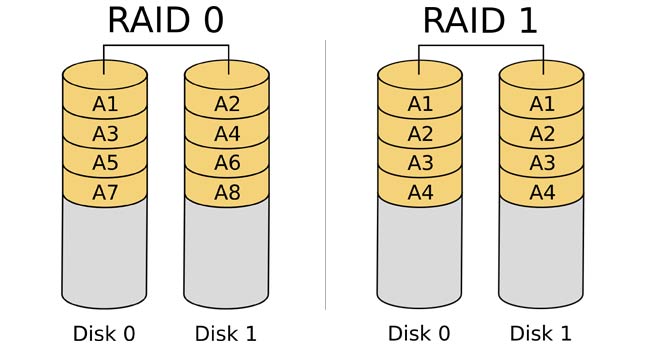 RAID 0
A1
A3
A5
A7
Disk 0
A2
A4
A6
A8
Disk 1
RAID 1
A1
A2
A3
A4
Disk 0
A1
A2
A3
A4
Disk 1